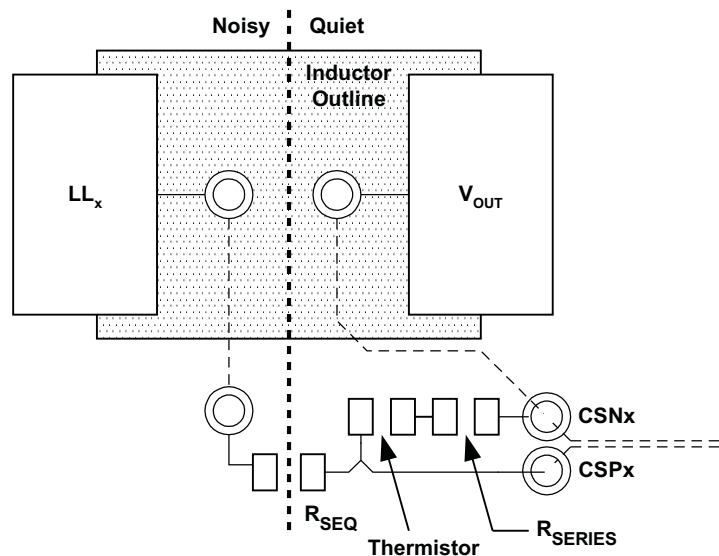 Noisy Quiet
Inductor
Outline
LLx
VOUT
CSNx
CSPx
RSEQ
RSERIES
Thermistor